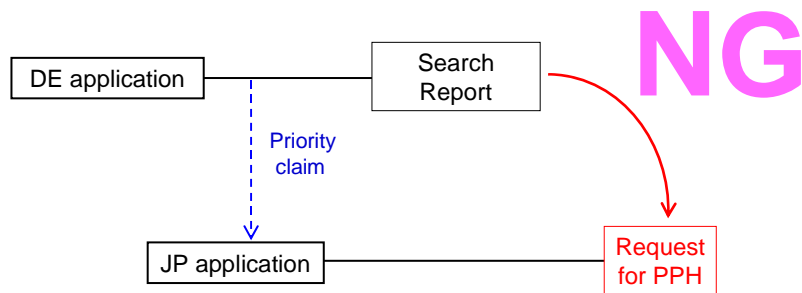 NG
DE application
Search
Report
Priority
claim
JP application
Request
for PPH